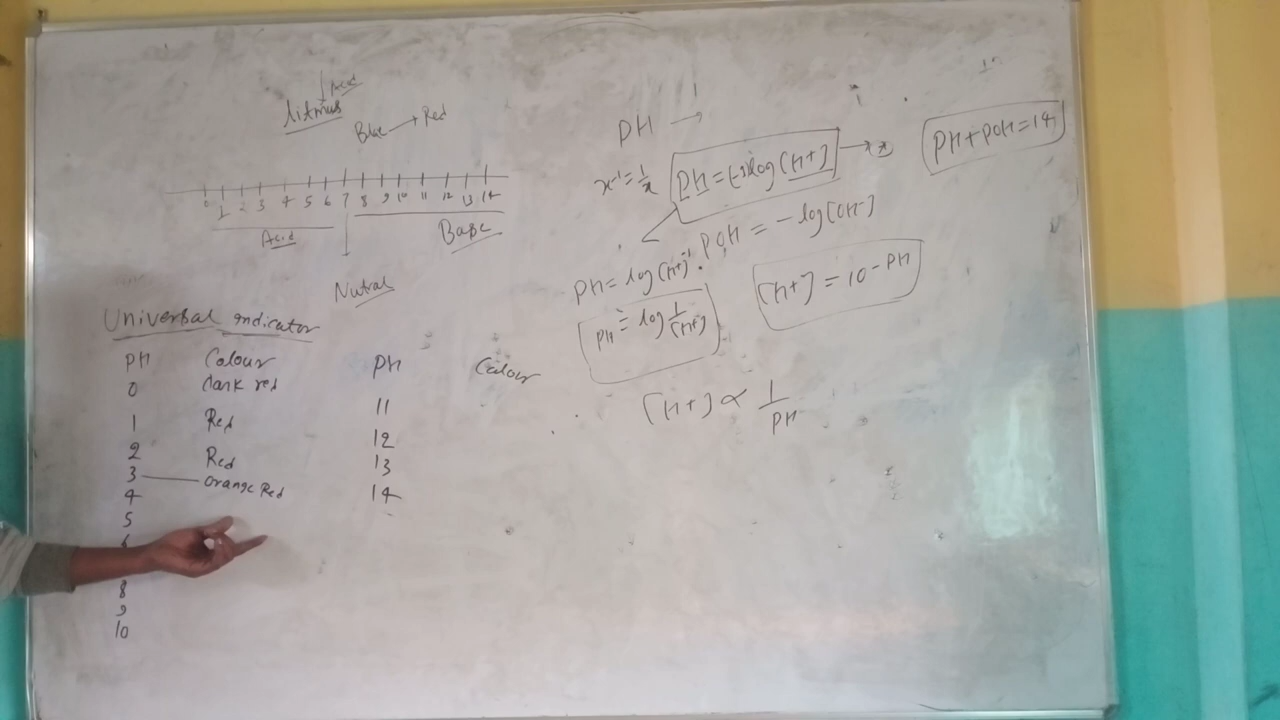 Acid
litmus
Blue → Red
0 1 2 3 4 5 6 7 8 9 10 11 12 13 14
Acid
Base
Nutral
Universal indicator
PH Colour PH Colour
0 dark red
1 Red 11
2 Red 12
3 — orange Red 13
4 14
5
8
9
10
PH →
x⁻¹ = 1/x
log[H+]
PH + POH = 14
POH = - log[OH-]
PH = log[H+]⁻¹
PH = log 1/[H+]
[H+] = 10^-PH
[H+] ∝ 1/PH